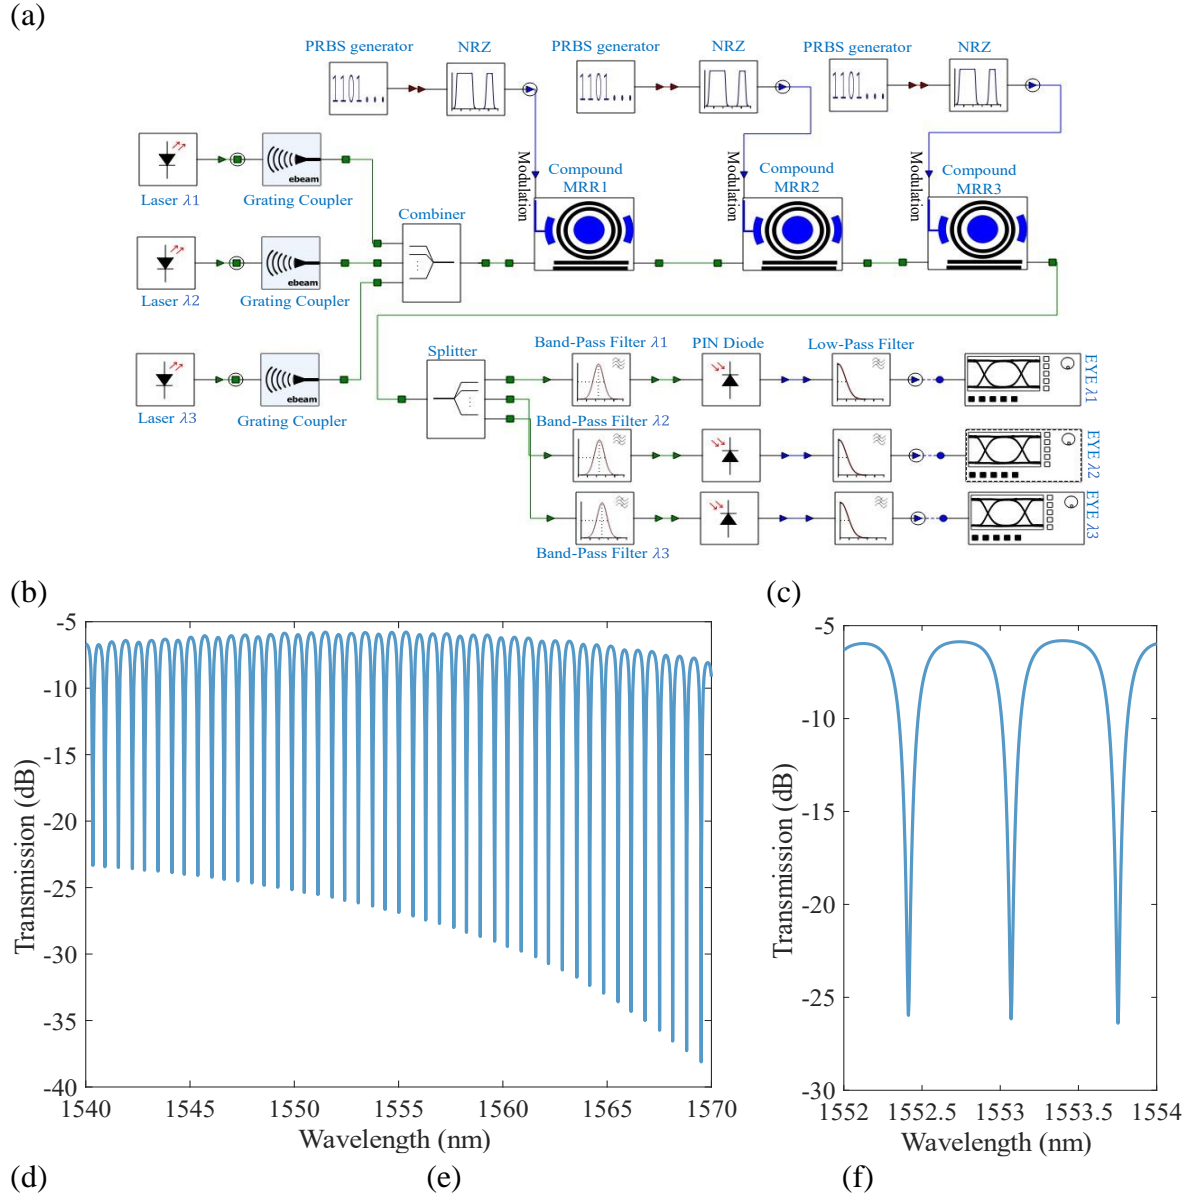 (a)
PRBS generator NRZ PRBS generator NRZ PRBS generator NRZ
Modulation Compound MRR1 Modulation Compound MRR2 Modulation Compound MRR3
ebeam
Laser λ1 Grating Coupler
Combiner
ebeam
Laser λ2 Grating Coupler
Splitter Band-Pass Filter λ1 PIN Diode Low-Pass Filter EYE λ1
ebeam
Laser λ3 Grating Coupler
Band-Pass Filter λ2 EYE λ2
Band-Pass Filter λ3 EYE λ3
(b) (c)
-5
-10
-15
-20
-25
-30
-35
-40
Transmission (dB)
1540 1545 1550 1555 1560 1565 1570
Wavelength (nm)
-5
-10
-15
-20
-25
-30
Transmission (dB)
1552 1552.5 1553 1553.5 1554
Wavelength (nm)
(d) (e) (f)